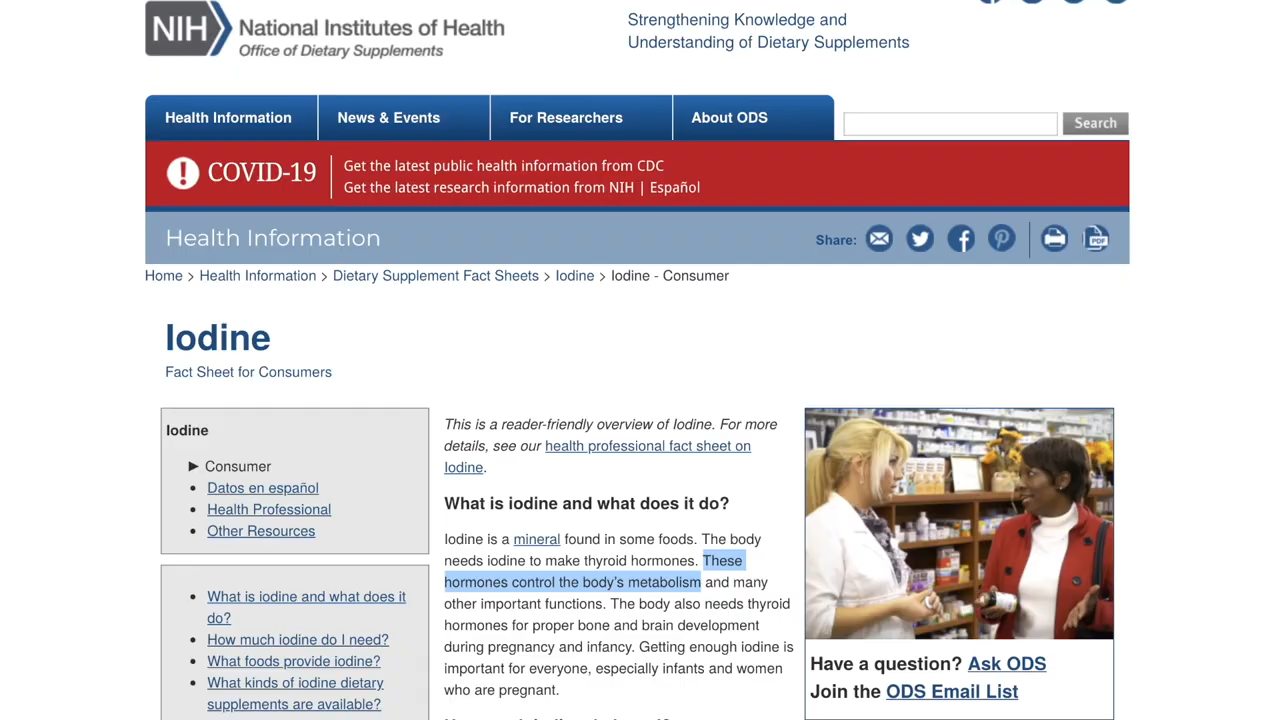 NIH
National Institutes of Health
Office of Dietary Supplements
Strengthening Knowledge and
Understanding of Dietary Supplements
Health Information
News & Events
For Researchers
About ODS
Search
! COVID-19
Get the latest public health information from CDC
Get the latest research information from NIH | Español
Health Information
Share:
PDF
Home > Health Information > Dietary Supplement Fact Sheets > Iodine > Iodine - Consumer
Iodine
Fact Sheet for Consumers
Iodine
► Consumer
• Datos en español
• Health Professional
• Other Resources
• What is iodine and what does it
do?
• How much iodine do I need?
• What foods provide iodine?
• What kinds of iodine dietary
supplements are available?
This is a reader-friendly overview of Iodine. For more
details, see our health professional fact sheet on
Iodine.
What is iodine and what does it do?
Iodine is a mineral found in some foods. The body
needs iodine to make thyroid hormones. These
hormones control the body's metabolism and many
other important functions. The body also needs thyroid
hormones for proper bone and brain development
during pregnancy and infancy. Getting enough iodine is
important for everyone, especially infants and women
who are pregnant.
Have a question? Ask ODS
Join the ODS Email List